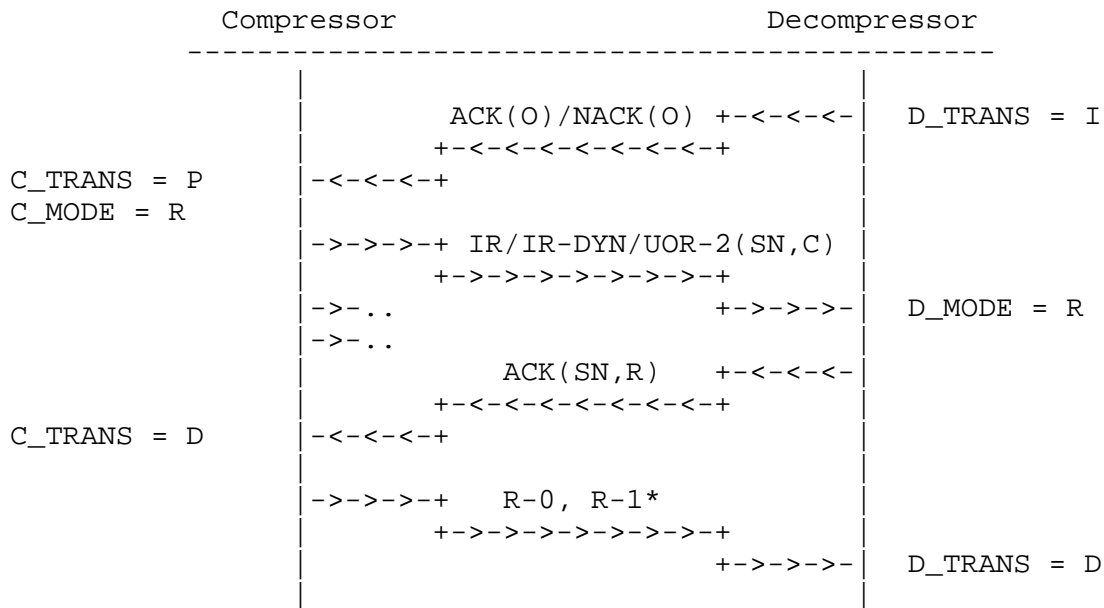 Compressor Decompressor
----------------------------------------------
| |
| ACK(O)/NACK(O) +-<-<-<-| D_TRANS = I
| +-<-<-<-<-<-<-<-+ |
C_TRANS = P |-<-<-<-+ |
C_MODE = R | |
|->->->-+ IR/IR-DYN/UOR-2(SN,C) |
| +->->->->->->->-+ |
|->-.. +->->->-| D_MODE = R
|->-.. |
| ACK(SN,R) +-<-<-<-|
| +-<-<-<-<-<-<-<-+ |
C_TRANS = D |-<-<-<-+ |
| |
|->->->-+ R-0, R-1* |
| +->->->->->->->-+ |
| +->->->-| D_TRANS = D
| |